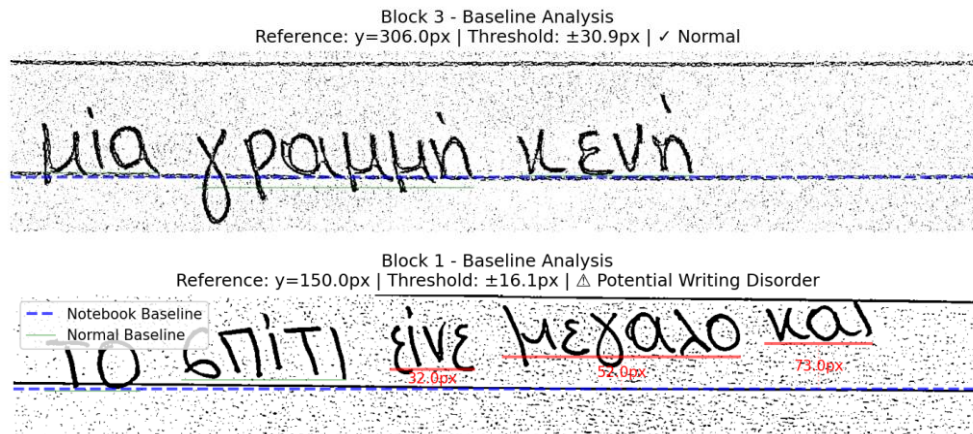 Block 3 - Baseline Analysis
Reference: y=306.0px | Threshold: ±30.9px | ✓ Normal
μία γραμμή κενή
Block 1 - Baseline Analysis
Reference: y=150.0px | Threshold: ±16.1px | ⚠ Potential Writing Disorder
Notebook Baseline
Normal Baseline
Το σπίτι είνε μεγαλο και
32.0px 52.0px 73.0px